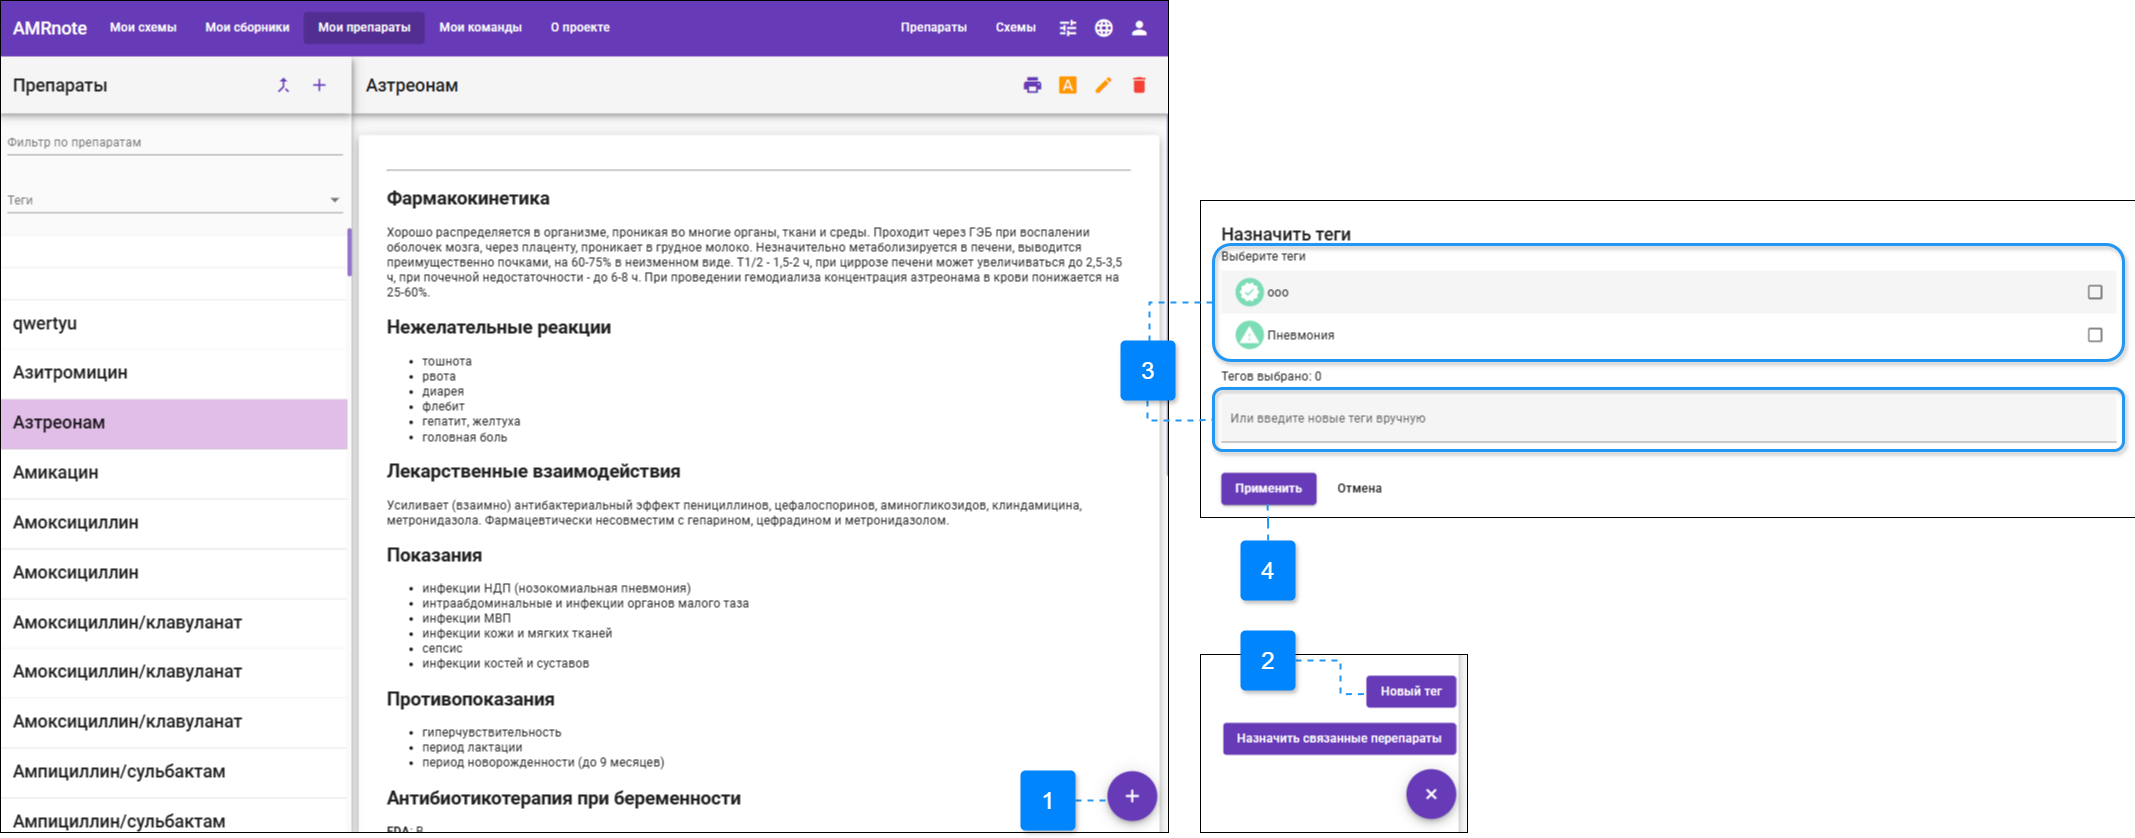 AMRnote
Мои схемы
Мои сборники
Мои препараты
Мои команды
О проекте
Препараты
Схемы
Препараты
Фильтр по препаратам
Теги
qwertyu
Азитромицин
Азтреонам
Амикацин
Амоксициллин
Амоксициллин
Амоксициллин/клавуланат
Амоксициллин/клавуланат
Амоксициллин/клавуланат
Ампициллин/сульбактам
Ампициллин/сульбактам
Азтреонам
A
Фармакокинетика
Хорошо распределяется в организме, проникая во многие органы, ткани и среды. Проходит через ГЭБ при воспалении
оболочек мозга, через плаценту, проникает в грудное молоко. Незначительно метаболизируется в печени, выводится
преимущественно почками, на 60-75% в неизменном виде. Т1/2 - 1,5-2 ч, при циррозе печени может увеличиваться до 2,5-3,5
ч, при почечной недостаточности - до 6-8 ч. При проведении гемодиализа концентрация азтреонама в крови понижается на
25-60%.
Нежелательные реакции
• тошнота
• рвота
• диарея
• флебит
• гепатит, желтуха
• головная боль
Лекарственные взаимодействия
Усиливает (взаимно) антибактериальный эффект пенициллинов, цефалоспоринов, аминогликозидов, клиндамицина,
метронидазола. Фармацевтически несовместим с гепарином, цефрадином и метронидазолом.
Показания
• инфекции НДП (нозокомиальная пневмония)
• интраабдоминальные и инфекции органов малого таза
• инфекции МВП
• инфекции кожи и мягких тканей
• сепсис
• инфекции костей и суставов
Противопоказания
• гиперчувствительность
• период лактации
• период новорожденности (до 9 месяцев)
Антибиотикотерапия при беременности
FDA: B
1
+
Назначить теги
Выберите теги
ооо
Пневмония
3
Тегов выбрано: 0
Или введите новые теги вручную
Применить
Отмена
4
2
Новый тег
Назначить связанные перепараты